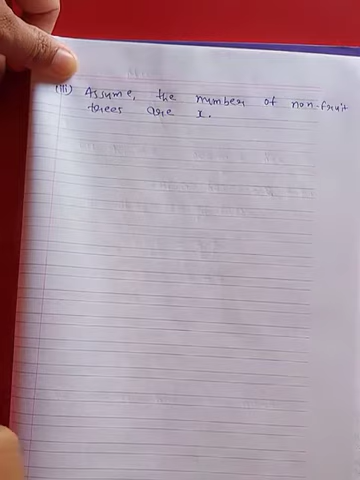 (iii) Assume, the number of non-fruit
trees are x.